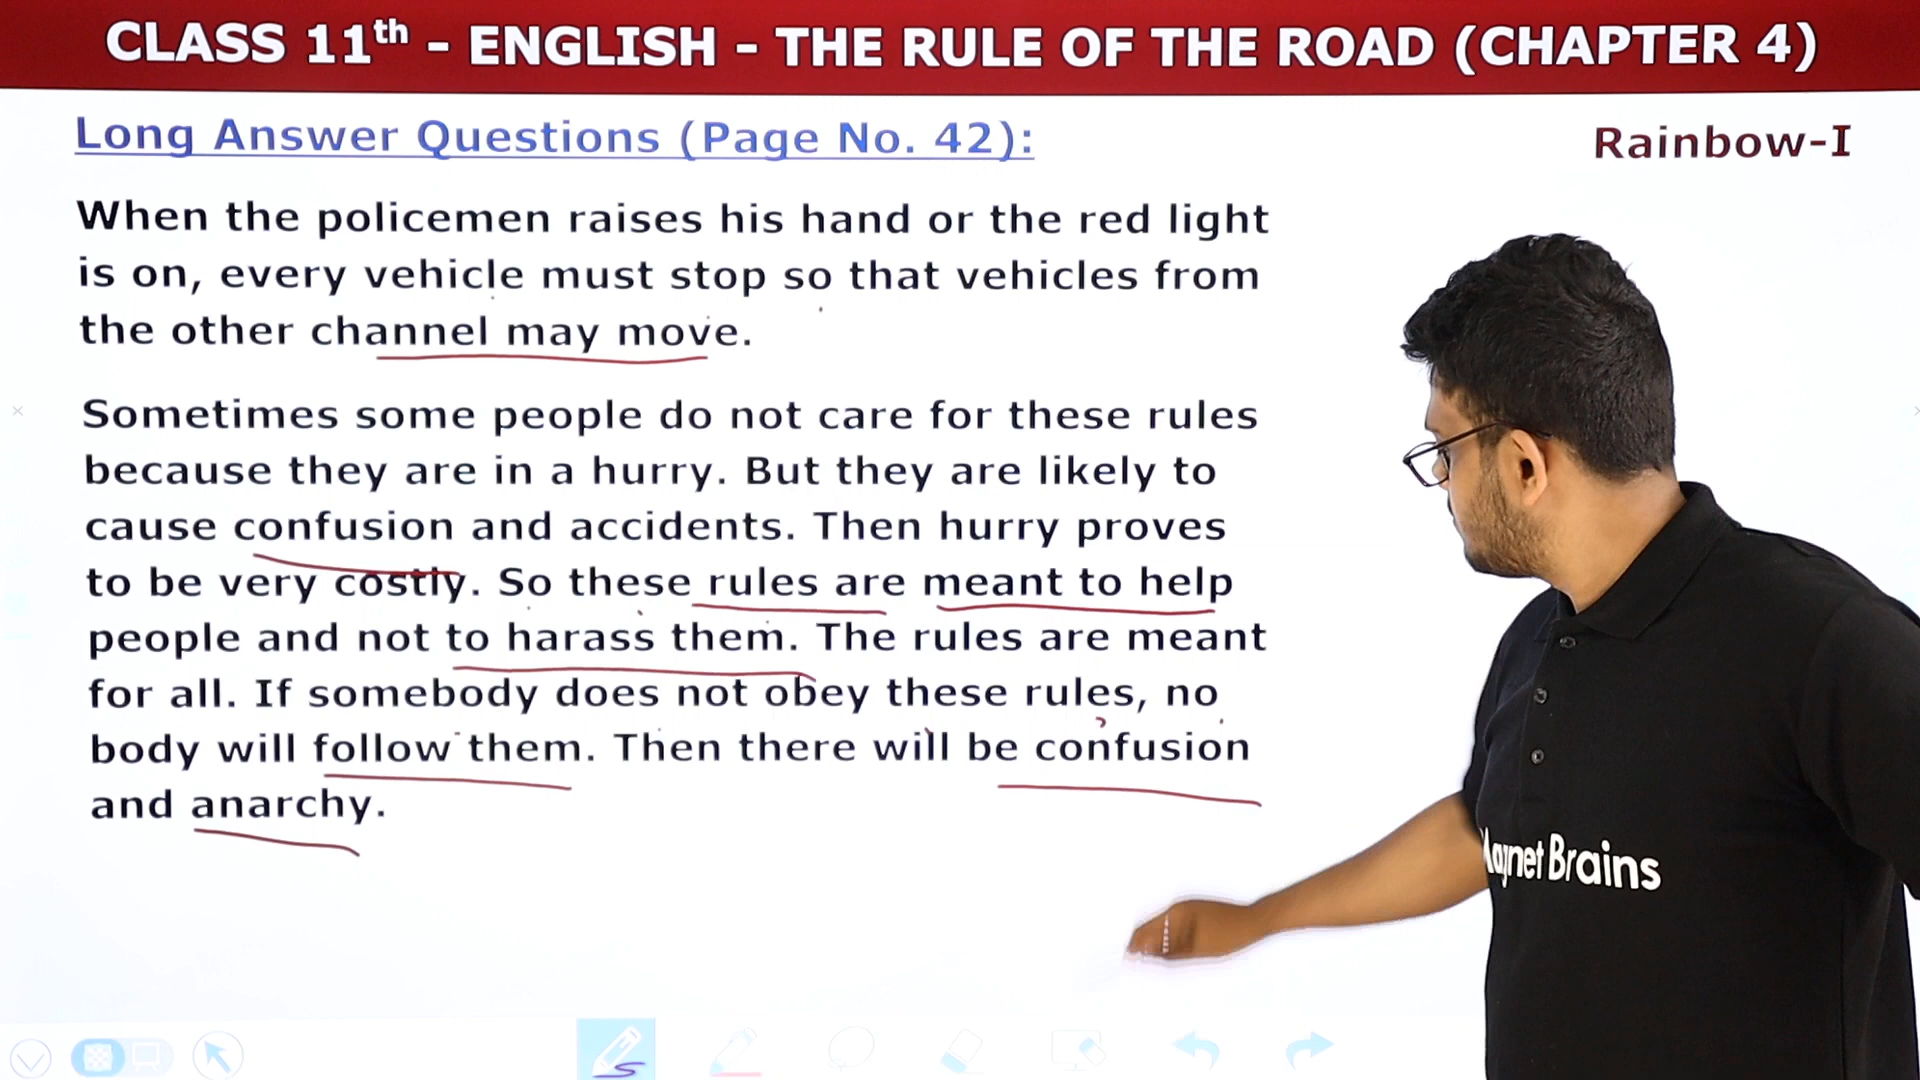 CLASS 11th - ENGLISH - THE RULE OF THE ROAD (CHAPTER 4)
Long Answer Questions (Page No. 42):
Rainbow-I
When the policemen raises his hand or the red light
is on, every vehicle must stop so that vehicles from
the other channel may move.
Sometimes some people do not care for these rules
because they are in a hurry. But they are likely to
cause confusion and accidents. Then hurry proves
to be very costly. So these rules are meant to help
people and not to harass them. The rules are meant
for all. If somebody does not obey these rules, no
body will follow them. Then there will be confusion
and anarchy.
Magnet Brains